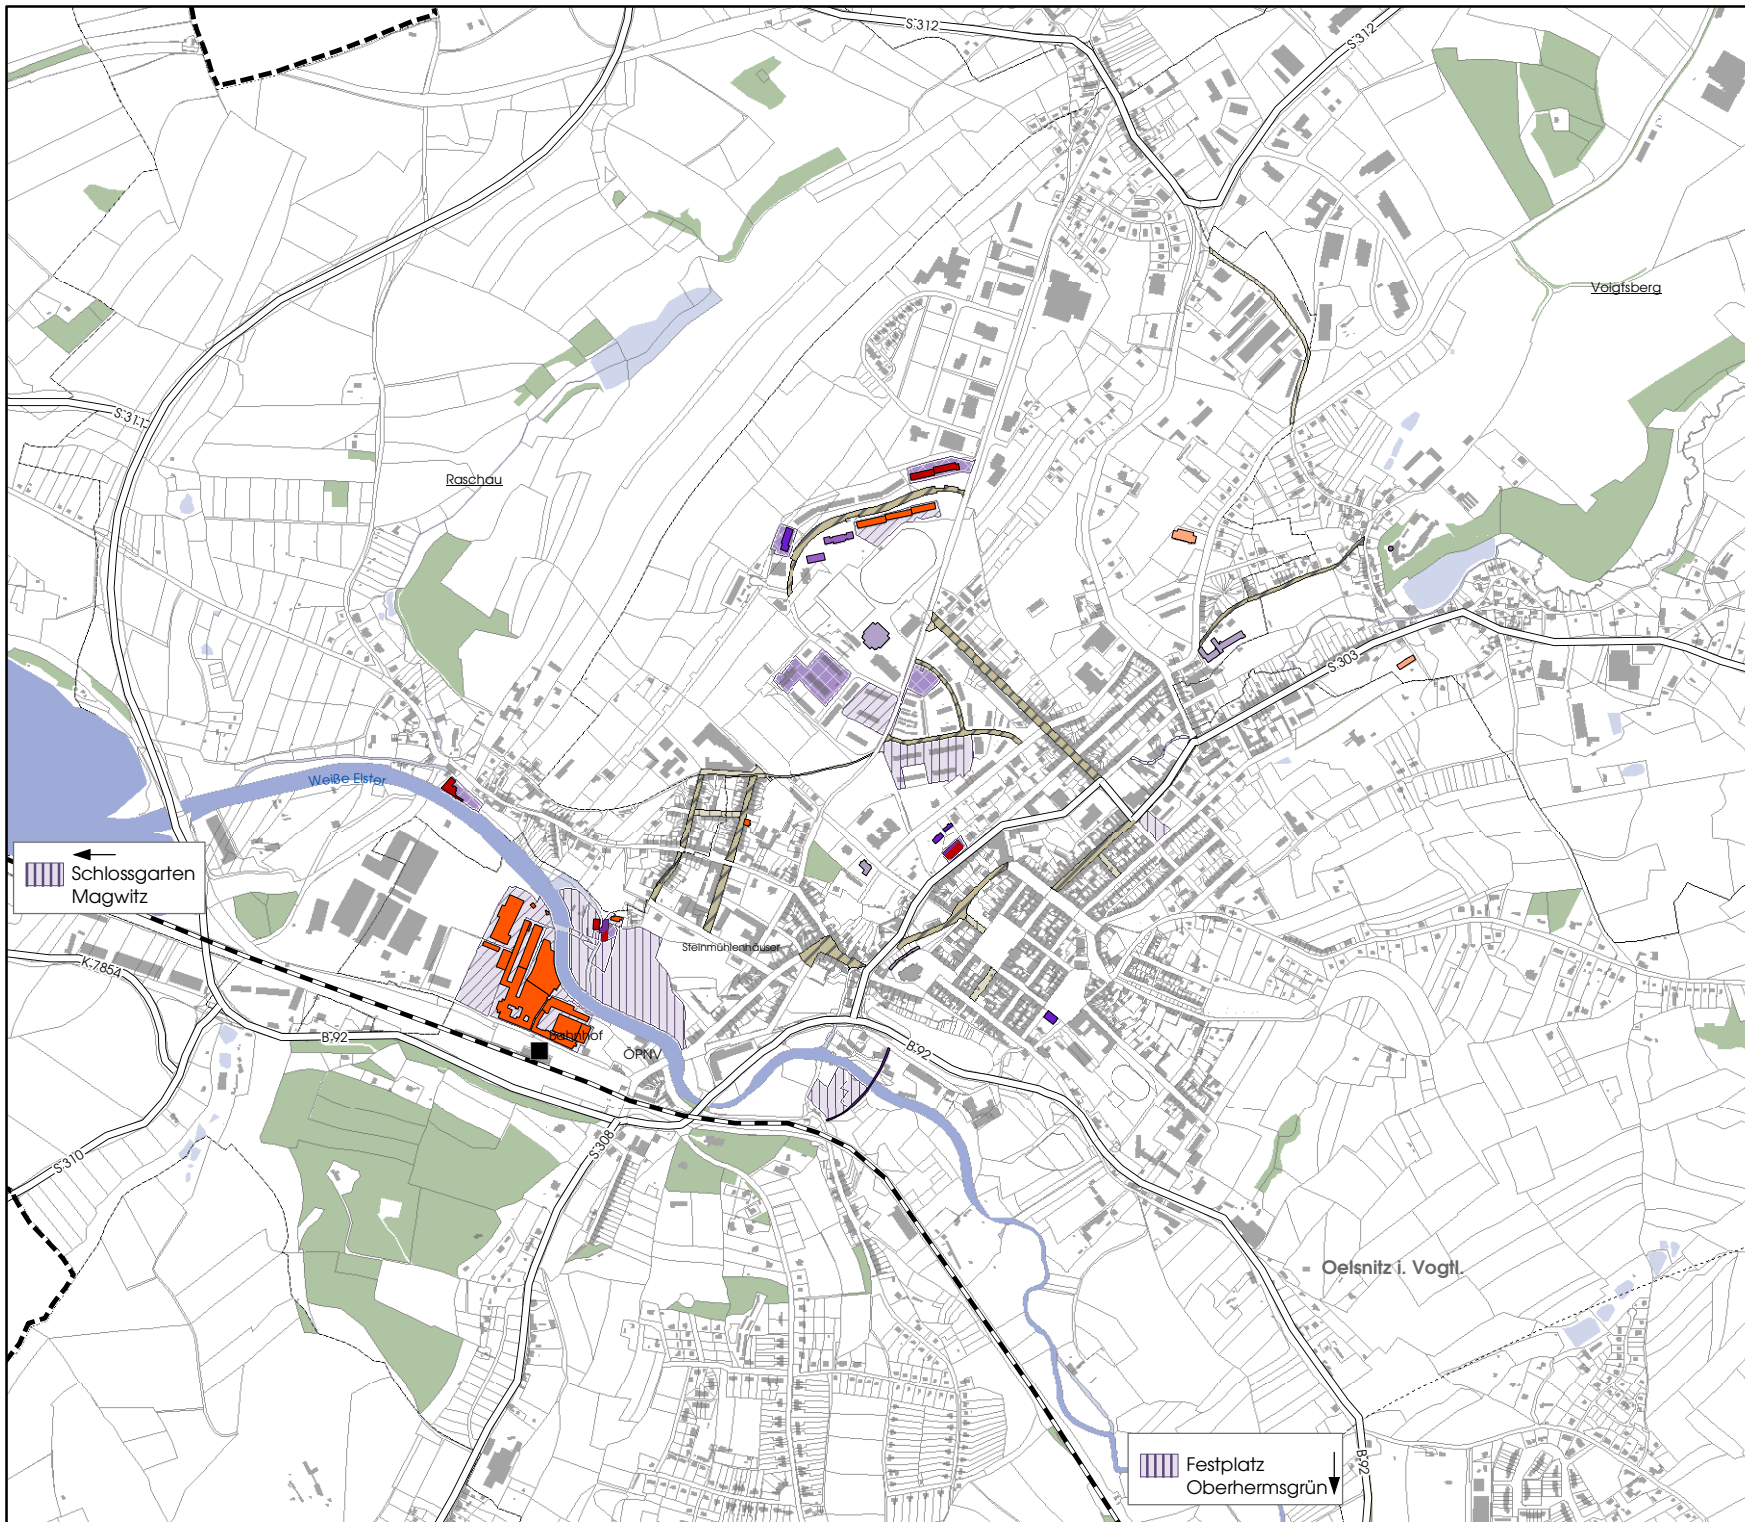 S 312
S 312
Voigtsberg
S 311
Raschau
S 303
Weiße Elster
Schlossgarten
Magwitz
Steinmühlenhäuser
K 7854
B 92
Bahnhof
ÖPNV
B 92
S 308
S 310
Oelsnitz i. Vogtl.
B 92
Festplatz
Oberhermsgrün